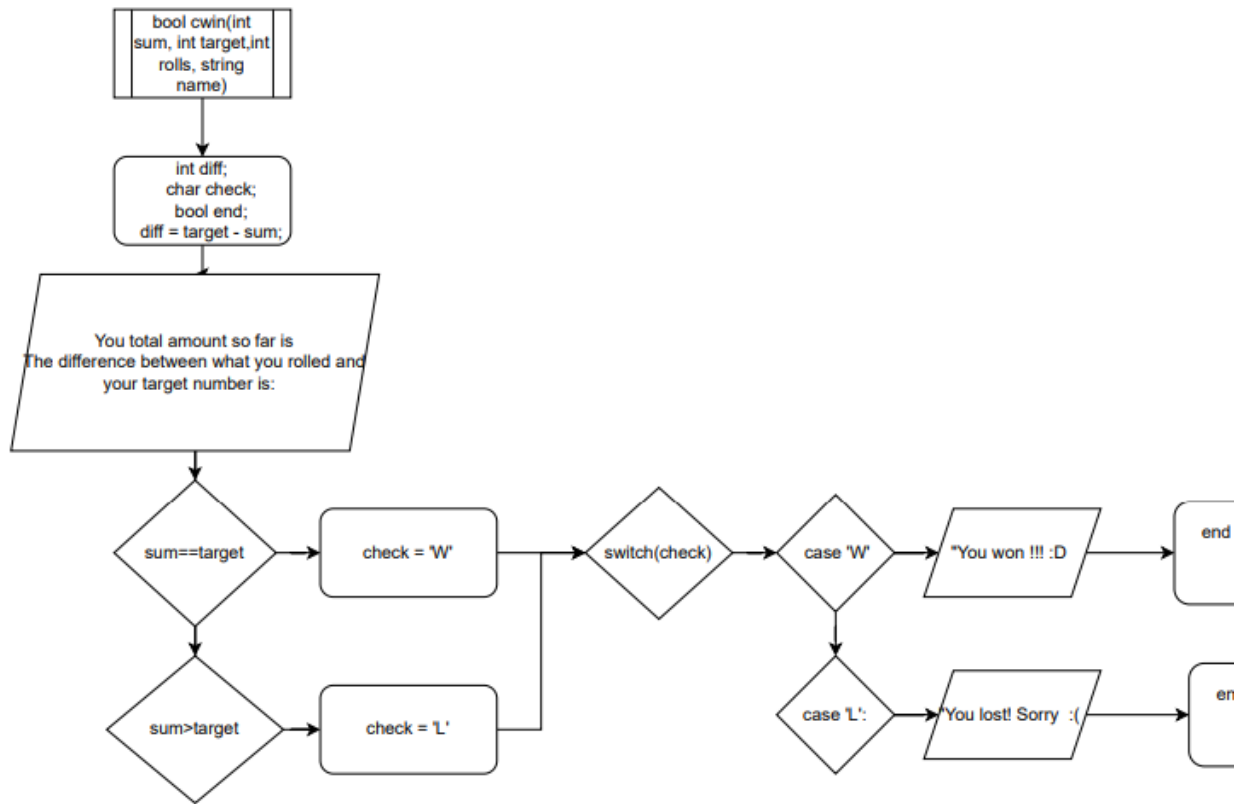 bool cwin(int
sum, int target,int
rolls, string
name)
int diff;
char check;
bool end;
diff = target - sum;
You total amount so far is
The difference between what you rolled and
your target number is:
sum==target
check = 'W'
switch(check)
case 'W'
"You won !!! :D
end
sum>target
check = 'L'
case 'L':
"You lost! Sorry :(